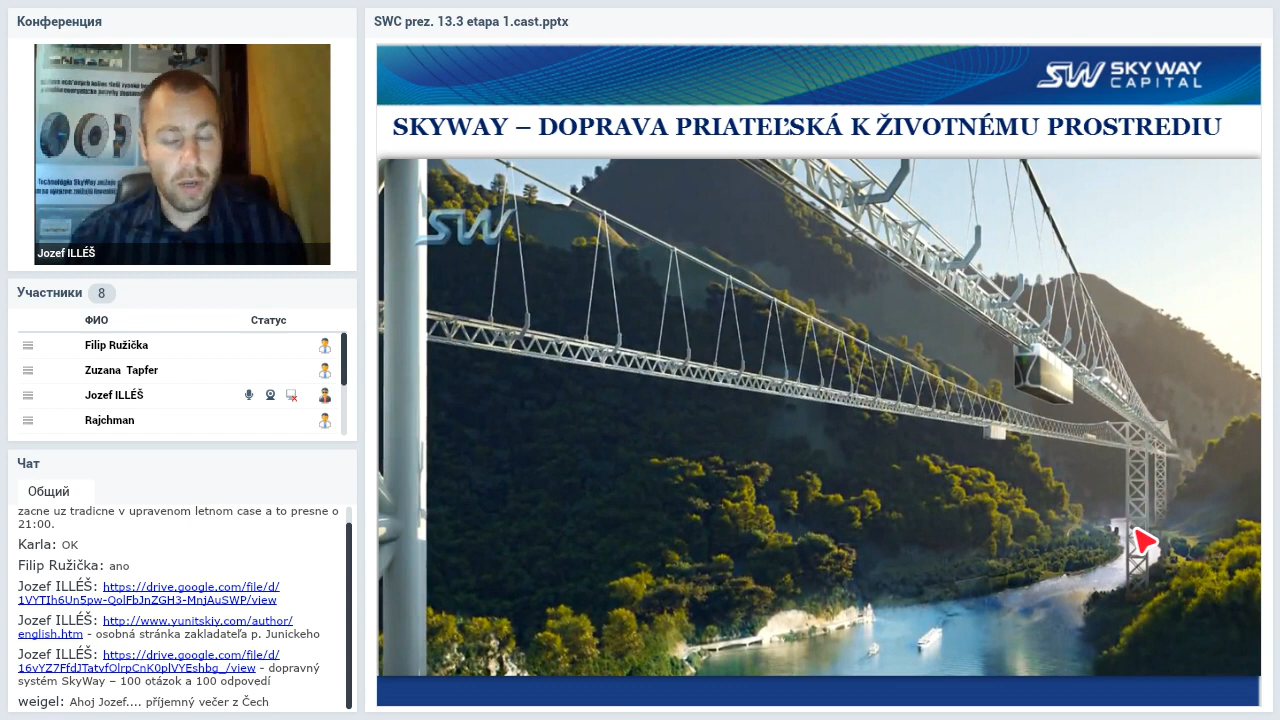 Конференция
Jozef ILLÉŠ
Участники 8
ФИО Статус
Filip Ružička
Zuzana Tapfer
Jozef ILLÉŠ
Rajchman
Чат
Общий
zacne uz tradicne v upravenom letnom case a to presne o
21:00.
Karla: OK
Filip Ružička: ano
Jozef ILLÉŠ: https://drive.google.com/file/d/
1VYTIh6Un5pw-QolFbJnZGH3-MnjAuSWP/view
Jozef ILLÉŠ: http://www.yunitskiy.com/author/
english.htm - osobná stránka zakladateľa p. Junickeho
Jozef ILLÉŠ: https://drive.google.com/file/d/
16vYZ7FfdJTatvfOlrpCnK0plVYEshbg_/view - dopravný
systém SkyWay – 100 otázok a 100 odpovedí
weigel: Ahoj Jozef.... příjemný večer z Čech
SWC prez. 13.3 etapa 1.cast.pptx
SW SKY WAY
CAPITAL
SKYWAY – DOPRAVA PRIATEĽSKÁ K ŽIVOTNÉMU PROSTREDIU
SW